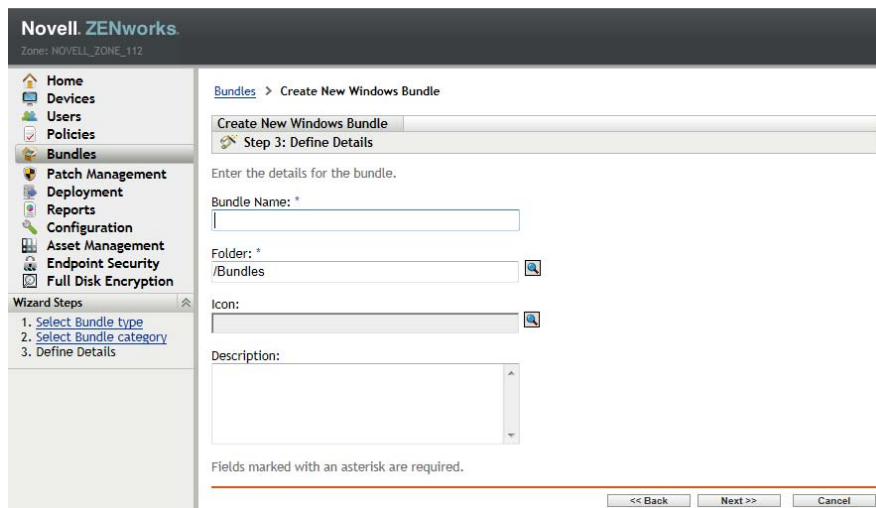 Novell. ZENworks.
Zone: NOVELL_ZONE_112
Home
Devices
Users
Policies
Bundles
Patch Management
Deployment
Reports
Configuration
Asset Management
Endpoint Security
Full Disk Encryption
Wizard Steps
1. Select Bundle type
2. Select Bundle category
3. Define Details
Bundles > Create New Windows Bundle
Create New Windows Bundle
Step 3: Define Details
Enter the details for the bundle.
Bundle Name: *
Folder: *
/Bundles
Icon:
Description:
Fields marked with an asterisk are required.
<< Back Next >> Cancel